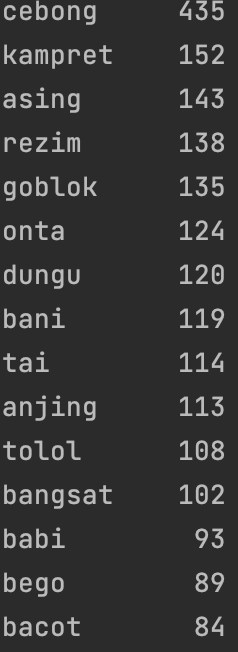 cebong 435
kampret 152
asing 143
rezim 138
goblok 135
onta 124
dungu 120
bani 119
tai 114
anjing 113
tolol 108
bangsat 102
babi 93
bego 89
bacot 84